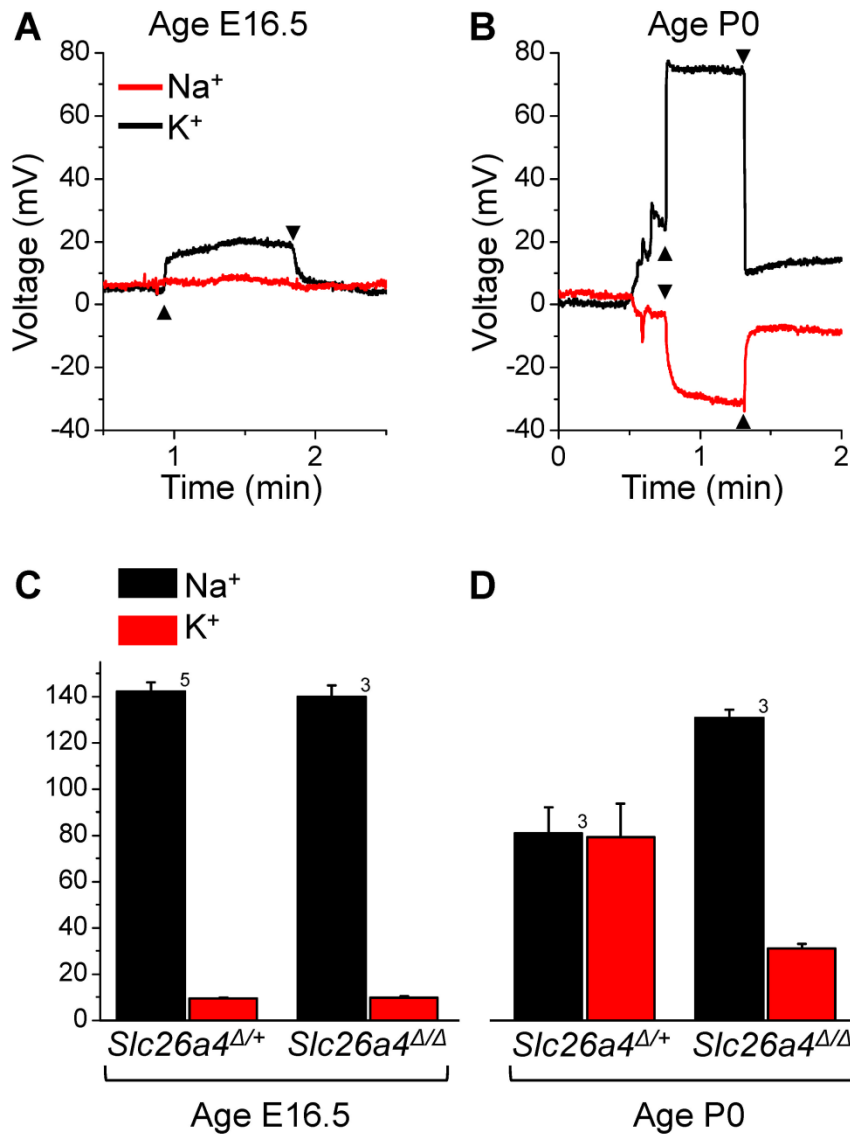 A
Age E16.5
Na⁺
K⁺
Voltage (mV)
80
60
40
20
0
-20
-40
1
2
Time (min)
B
Age P0
Voltage (mV)
80
60
40
20
0
-20
-40
0
1
2
Time (min)
C
Na⁺
K⁺
140
120
100
80
60
40
20
0
5
3
Slc26a4Δ/+
Slc26a4Δ/Δ
Age E16.5
D
3
3
Slc26a4Δ/+
Slc26a4Δ/Δ
Age P0